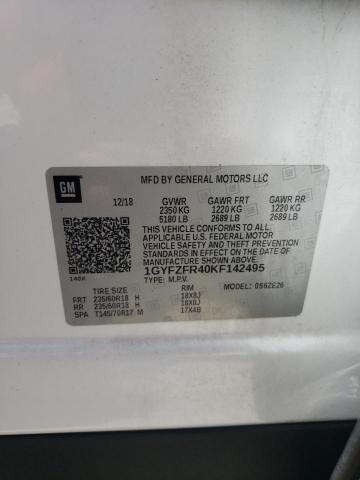 GM
MFD BY GENERAL MOTORS LLC
12/18 GVWR GAWR FRT GAWR RR
2350 KG 1220 KG 1220 KG
5180 LB 2689 LB 2689 LB
THIS VEHICLE CONFORMS TO ALL
APPLICABLE U.S. FEDERAL MOTOR
VEHICLE SAFETY AND THEFT PREVENTION
STANDARDS IN EFFECT ON THE DATE OF
MANUFACTURE SHOWN ABOVE.
1GYFZFR40KF142495
TYPE: M.P.V. MODEL: 0S6ZE26
TIRE SIZE RIM
FRT 235/60R18 H 18X8J
RR 235/60R18 H 18X8J
SPA T145/70R17 M 17X4B